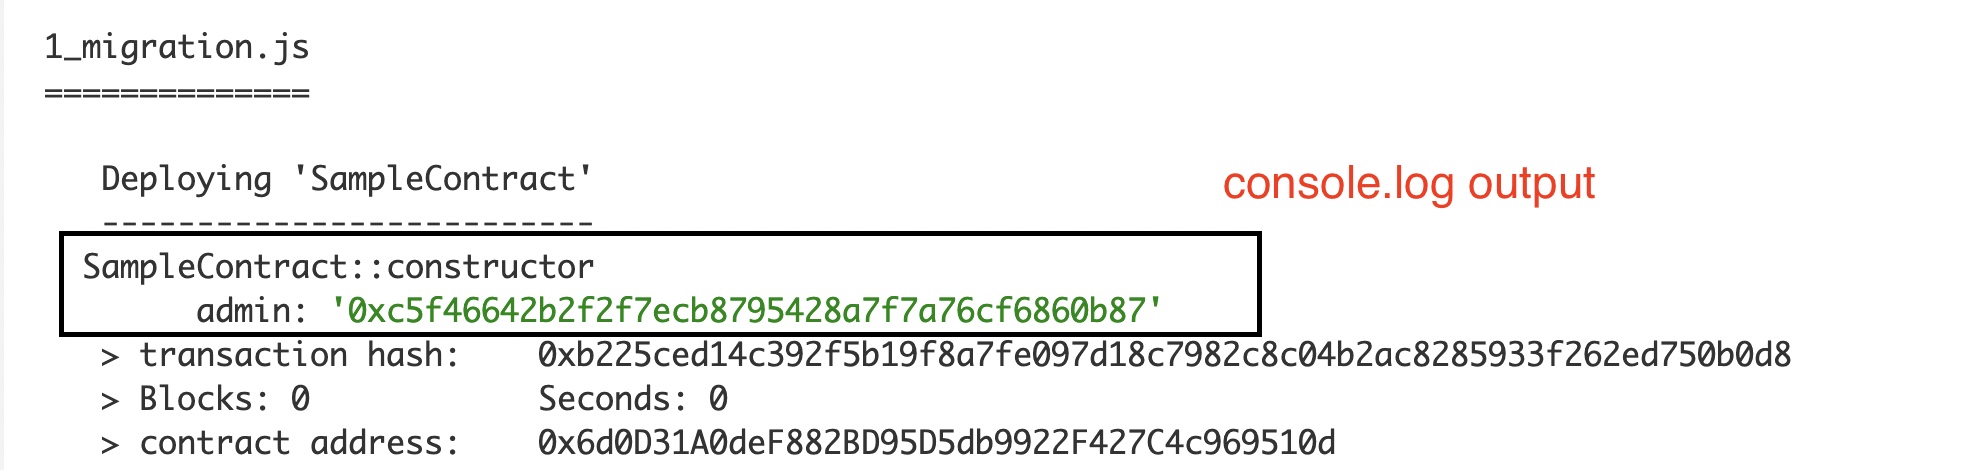 1_migration.js
==============
Deploying 'SampleContract'
--------------------------
console.log output
SampleContract::constructor
admin: '0xc5f46642b2f2f7ecb8795428a7f7a76cf6860b87'
> transaction hash: 0xb225ced14c392f5b19f8a7fe097d18c7982c8c04b2ac8285933f262ed750b0d8
> Blocks: 0 Seconds: 0
> contract address: 0x6d0D31A0deF882BD95D5db9922F427C4c969510d